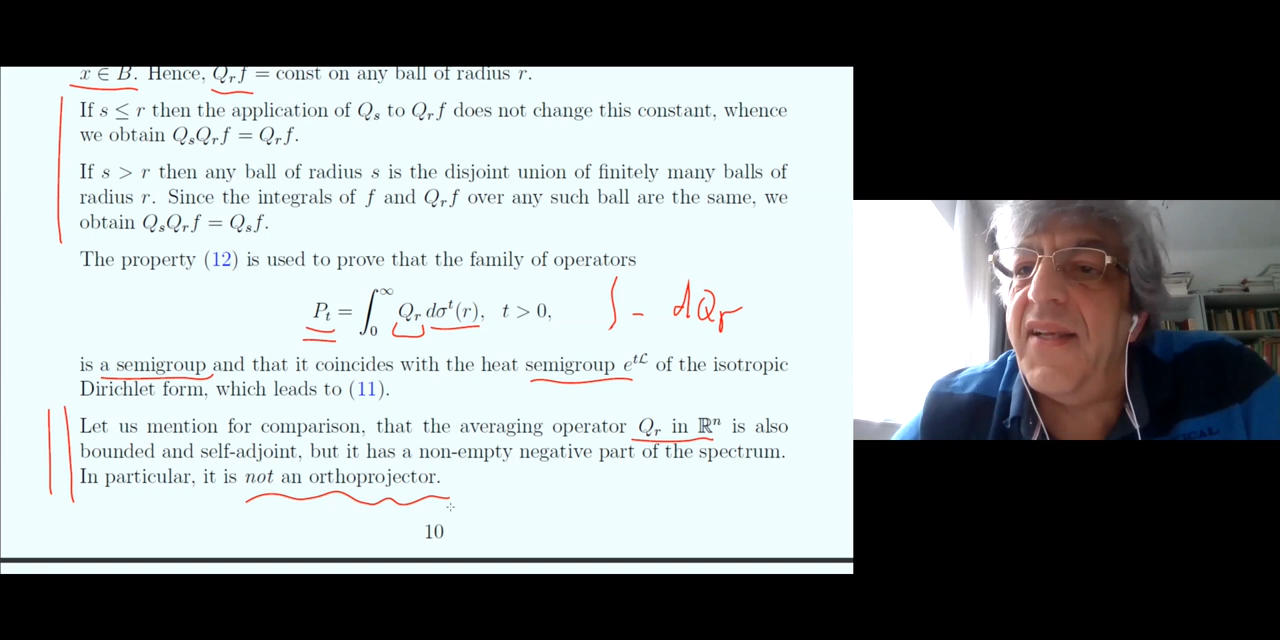 x ∈ B. Hence, Q_r f = const on any ball of radius r.
If s ≤ r then the application of Q_s to Q_r f does not change this constant, whence
we obtain Q_s Q_r f = Q_r f.
If s > r then any ball of radius s is the disjoint union of finitely many balls of
radius r. Since the integrals of f and Q_r f over any such ball are the same, we
obtain Q_s Q_r f = Q_s f.
The property (12) is used to prove that the family of operators
P_t = ∫_0^∞ Q_r dσ^t(r), t > 0, ∫ - dQ_r
is a semigroup and that it coincides with the heat semigroup e^{tℒ} of the isotropic
Dirichlet form, which leads to (11).
Let us mention for comparison, that the averaging operator Q_r in ℝ^n is also
bounded and self-adjoint, but it has a non-empty negative part of the spectrum.
In particular, it is not an orthoprojector.
10